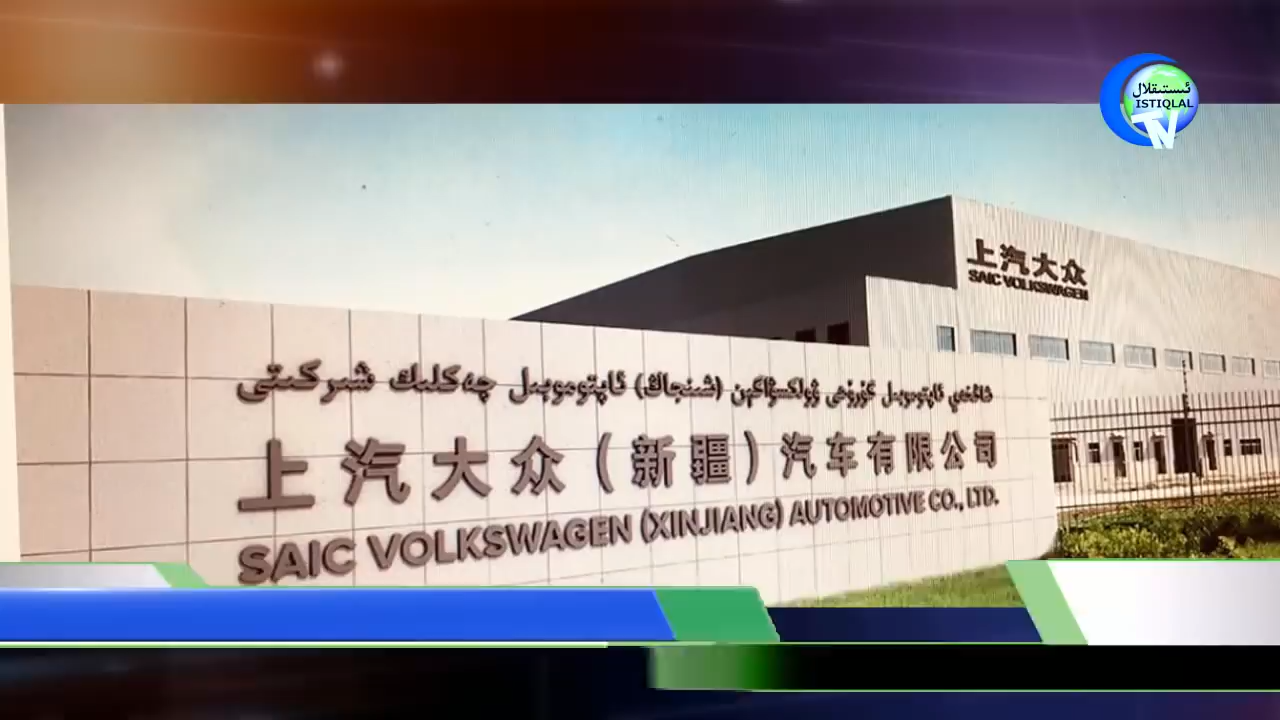 ئىستىقلال
ISTIQLAL
TV
上汽大众
SAIC VOLKSWAGEN
شاڭخەي ئاپتوموبىل گۇرۇھى ۋولكسۋاگېن (شىنجاڭ) ئاپتوموبىل چەكلىك شىركىتى
上汽大众(新疆)汽车有限公司
SAIC VOLKSWAGEN (XINJIANG) AUTOMOTIVE CO., LTD.